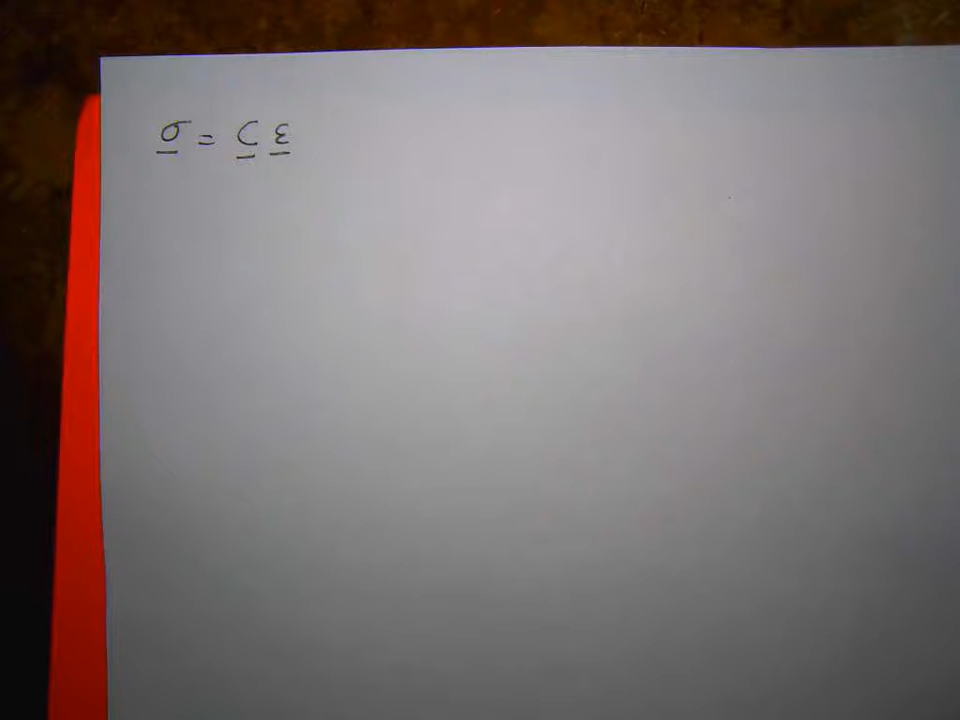 σ = C ε